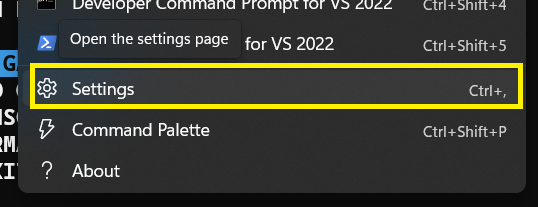 Developer Command Prompt for VS 2022 Ctrl+Shift+4
Open the settings page
for VS 2022 Ctrl+Shift+5
Settings Ctrl+,
Command Palette Ctrl+Shift+P
About